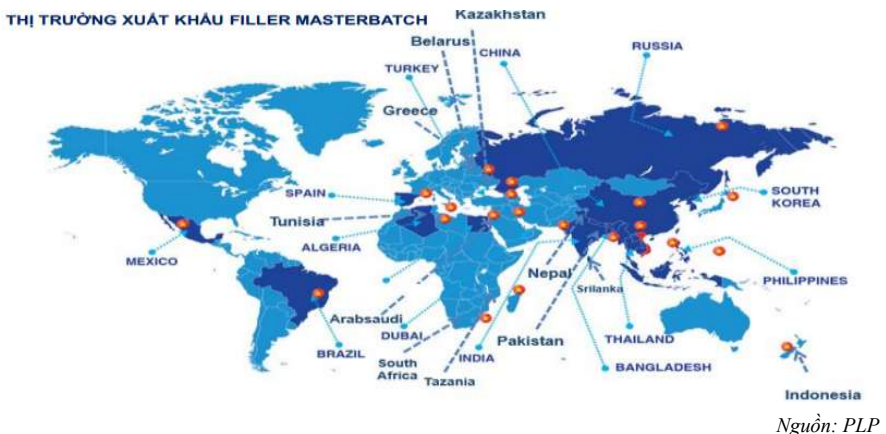 THỊ TRƯỜNG XUẤT KHẨU FILLER MASTERBATCH
Kazakhstan
Belarus
CHINA
RUSSIA
TURKEY
Greece
SPAIN
SOUTH
KOREA
Tunisia
ALGERIA
MEXICO
Nepal
PHILIPPINES
Srilanka
Arabsaudi
DUBAI
Pakistan
THAILAND
BRAZIL
INDIA
South
Africa
BANGLADESH
Tazania
Indonesia
Nguồn: PLP